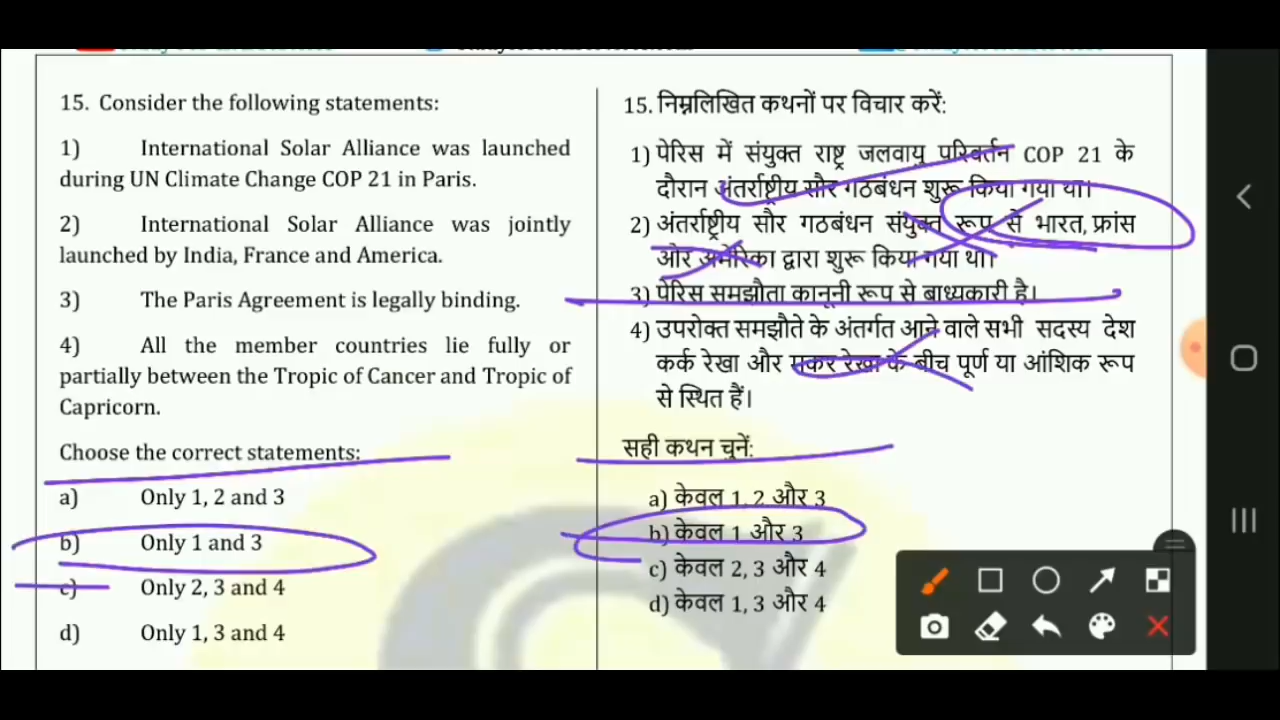 15. Consider the following statements:
1) International Solar Alliance was launched
during UN Climate Change COP 21 in Paris.
2) International Solar Alliance was jointly
launched by India, France and America.
3) The Paris Agreement is legally binding.
4) All the member countries lie fully or
partially between the Tropic of Cancer and Tropic of
Capricorn.
Choose the correct statements:
a) Only 1, 2 and 3
b) Only 1 and 3
c) Only 2, 3 and 4
d) Only 1, 3 and 4
15. निम्नलिखित कथनों पर विचार करें:
1) पेरिस में संयुक्त राष्ट्र जलवायु परिवर्तन COP 21 के
दौरान अंतर्राष्ट्रीय सौर गठबंधन शुरू किया गया था।
2) अंतर्राष्ट्रीय सौर गठबंधन संयुक्त रूप से भारत, फ्रांस
और अमेरिका द्वारा शुरू किया गया था।
3) पेरिस समझौता कानूनी रूप से बाध्यकारी है।
4) उपरोक्त समझौते के अंतर्गत आने वाले सभी सदस्य देश
कर्क रेखा और मकर रेखा के बीच पूर्ण या आंशिक रूप
से स्थित हैं।
सही कथन चुनें:
a) केवल 1, 2 और 3
b) केवल 1 और 3
c) केवल 2, 3 और 4
d) केवल 1, 3 और 4